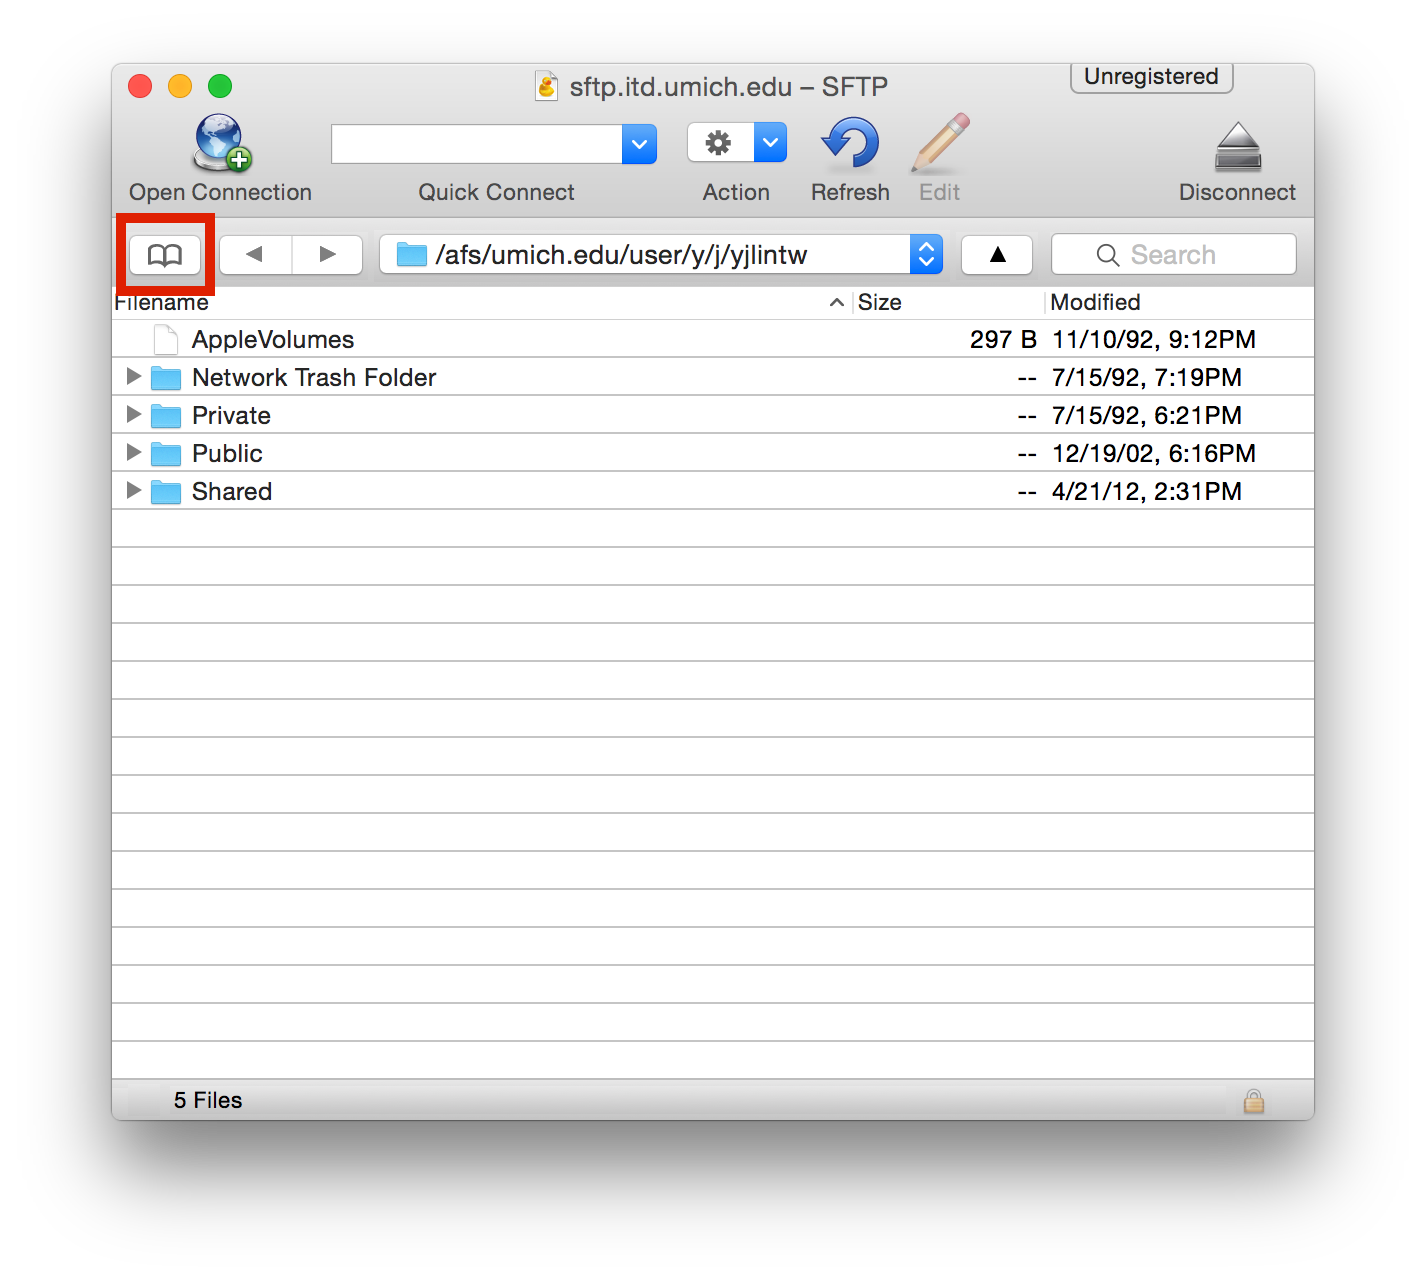 sftp.itd.umich.edu – SFTP
Unregistered
Open Connection
Quick Connect
Action
Refresh
Edit
Disconnect
/afs/umich.edu/user/y/j/yjlintw
Search
Filename Size Modified
AppleVolumes 297 B 11/10/92, 9:12PM
Network Trash Folder -- 7/15/92, 7:19PM
Private -- 7/15/92, 6:21PM
Public -- 12/19/02, 6:16PM
Shared -- 4/21/12, 2:31PM
5 Files